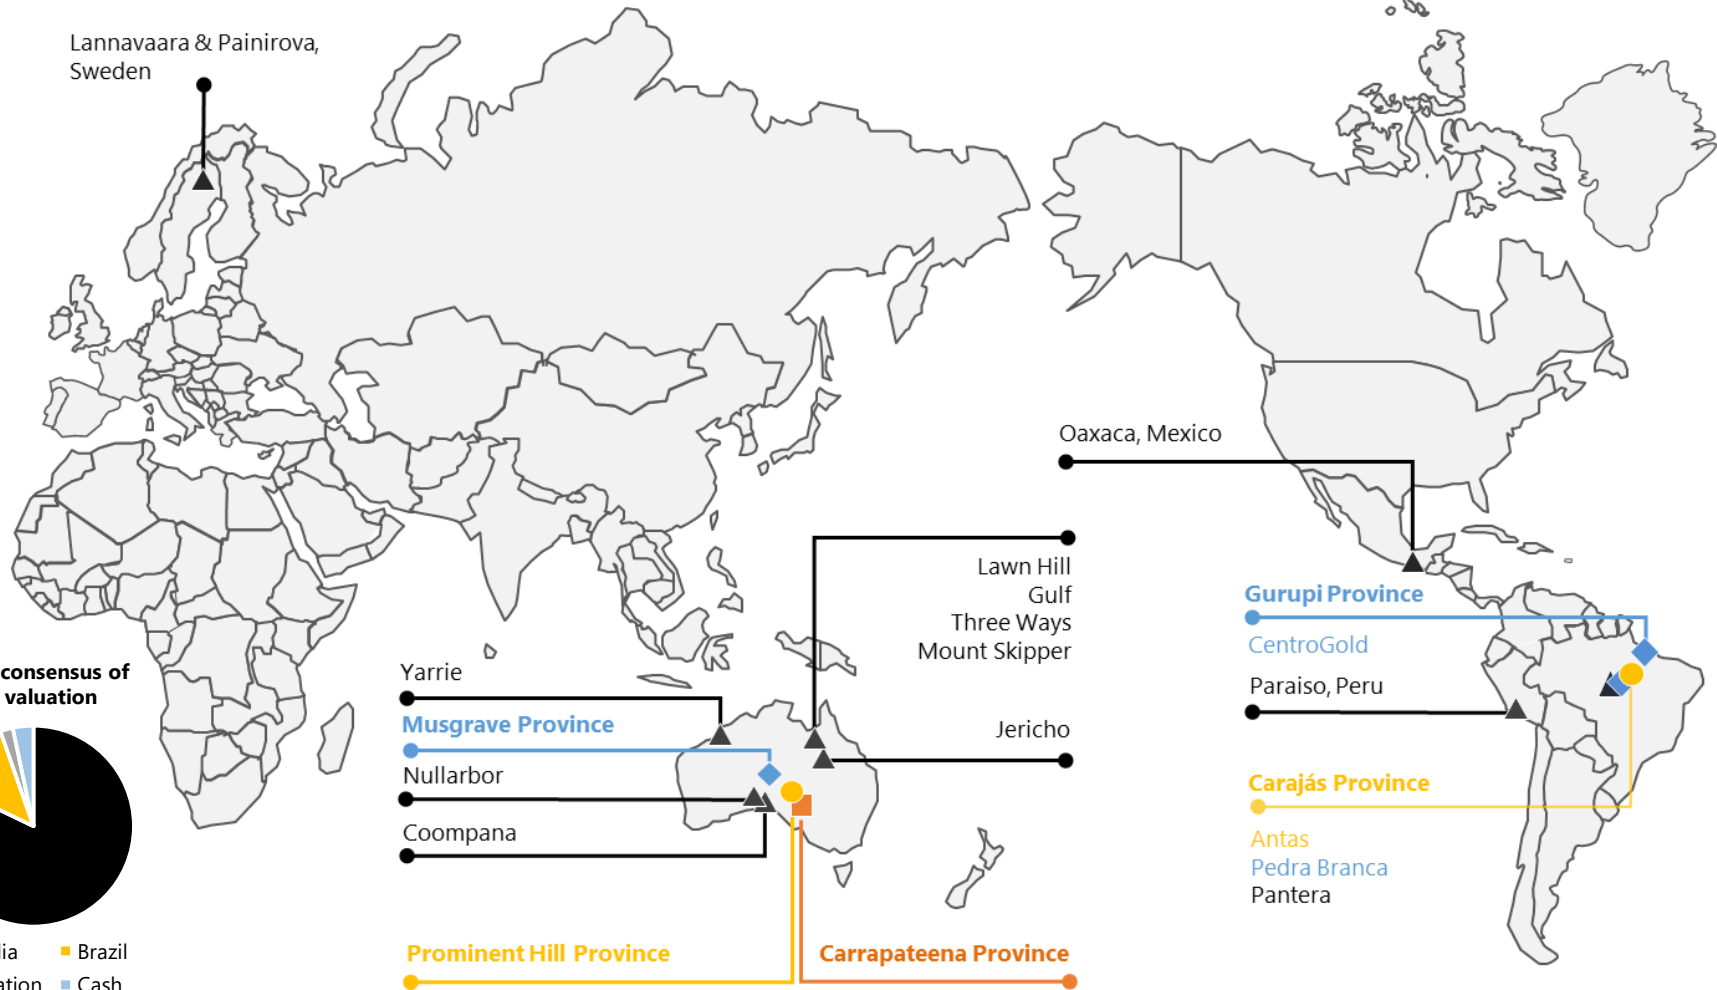 Lannavaara & Painirova,
Sweden
Oaxaca, Mexico
Lawn Hill
Gulf
Three Ways
Mount Skipper
Gurupi Province
CentroGold
Paraiso, Peru
consensus of
valuation
Yarrie
Musgrave Province
Nullarbor
Coompana
Jericho
Carajás Province
Antas
Pedra Branca
Pantera
Prominent Hill Province
Carrapateena Province
Brazil
Cash